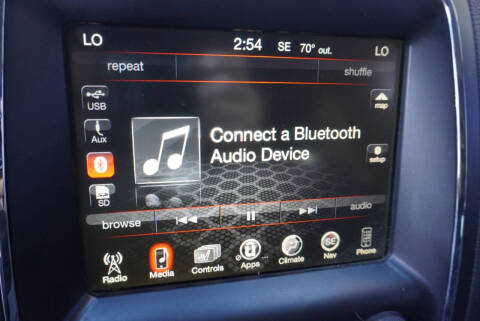 LO 2:54 SE 70° out. LO
repeat shuffle
USB
map
Aux
Connect a Bluetooth
Audio Device
setup
SD
browse audio
Radio Media Controls Apps Climate SE Nav Phone